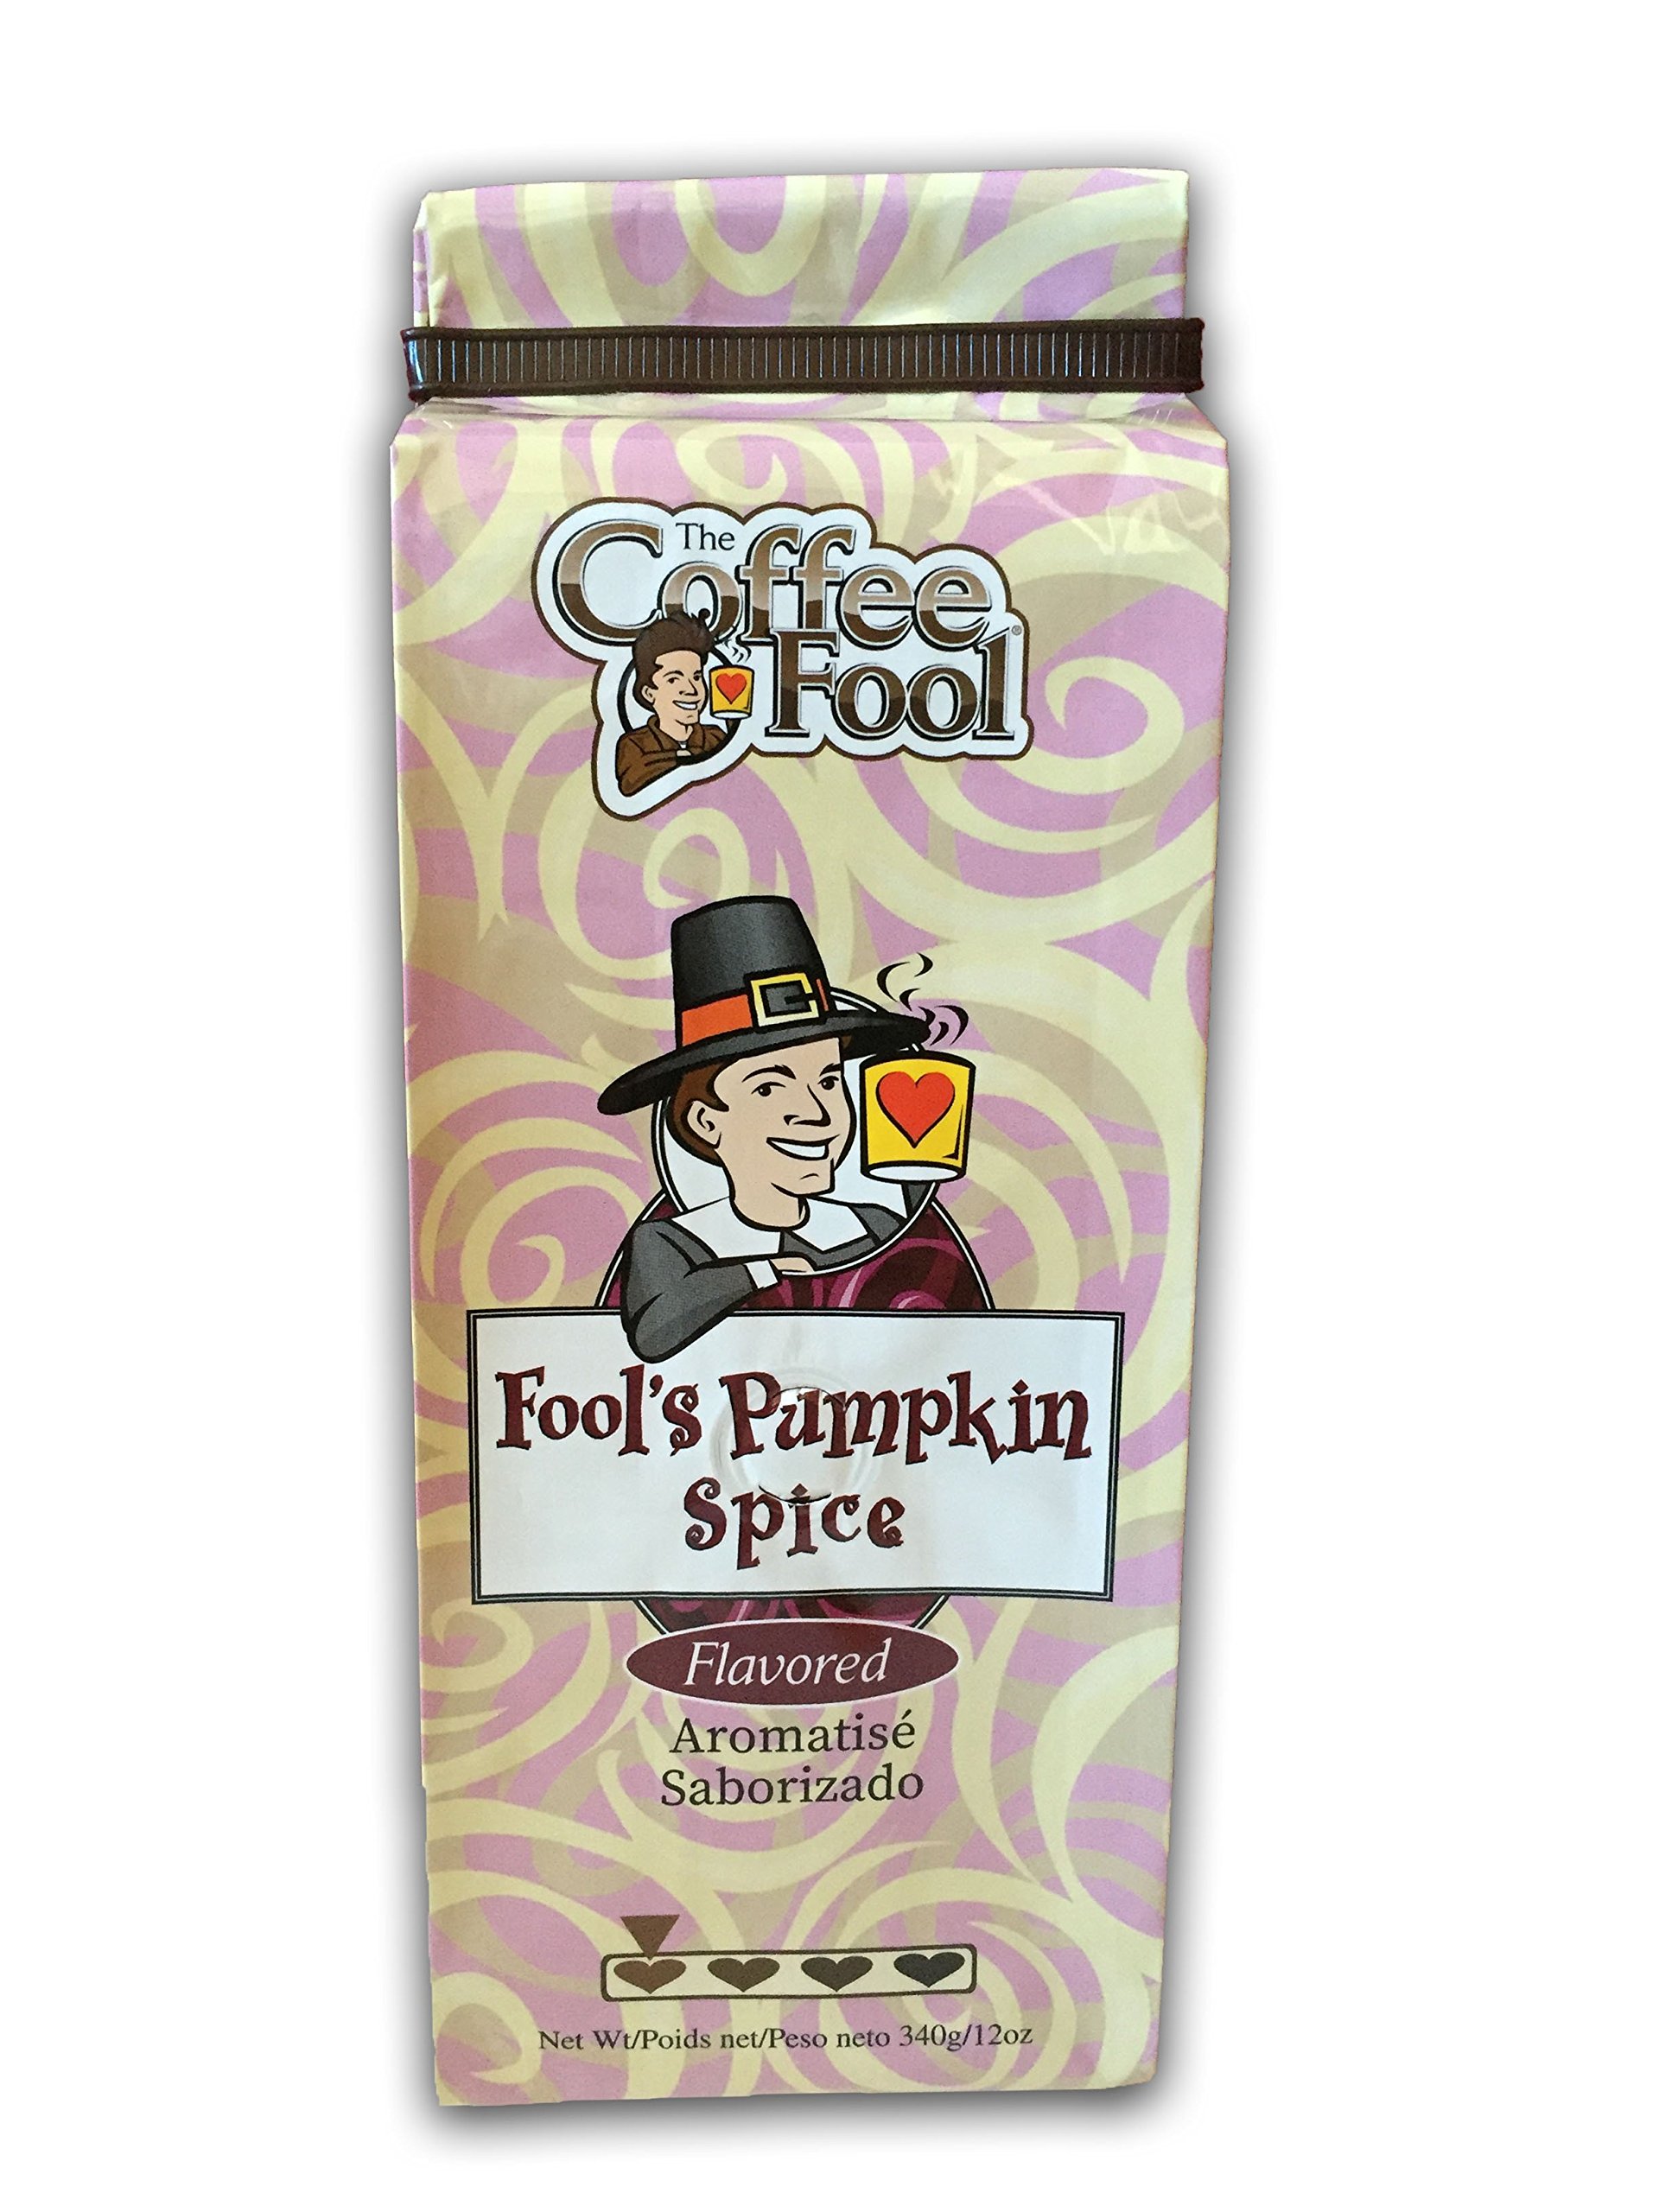 The
Coffee
Fool®
Fool's Pumpkin
Spice
Flavored
Aromatisé
Saborizado
Net Wt/Poids net/Peso neto 340g/12oz